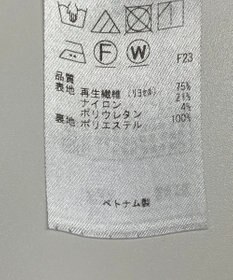 F W
F23
品質
表地 再生繊維 (リヨセル) 75%
ナイロン 21%
ポリウレタン 4%
裏地 ポリエステル 100%
ベトナム製